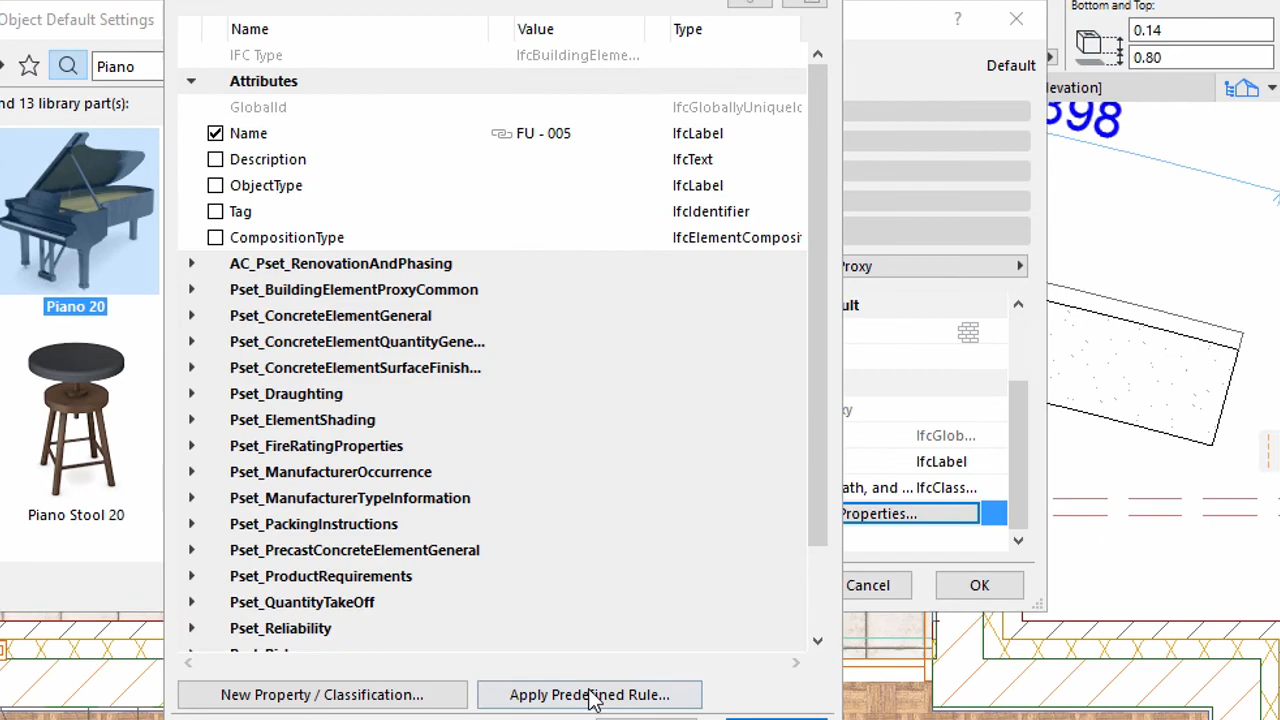 Object Default Settings
Piano
nd 13 library part(s):
Piano 20
Piano Stool 20
Name Value Type
IFC Type IfcBuildingEleme...
Attributes
GlobalId IfcGloballyUniqueIc
Name FU - 005 IfcLabel
Description IfcText
ObjectType IfcLabel
Tag IfcIdentifier
CompositionType IfcElementComposit
AC_Pset_RenovationAndPhasing
Pset_BuildingElementProxyCommon
Pset_ConcreteElementGeneral
Pset_ConcreteElementQuantityGene...
Pset_ConcreteElementSurfaceFinish...
Pset_Draughting
Pset_ElementShading
Pset_FireRatingProperties
Pset_ManufacturerOccurrence
Pset_ManufacturerTypeInformation
Pset_PackingInstructions
Pset_PrecastConcreteElementGeneral
Pset_ProductRequirements
Pset_QuantityTakeOff
Pset_Reliability
New Property / Classification...
Apply Predefined Rule...
?
Default
Proxy
ult
xy
IfcGlob...
IfcLabel
ath, and ... IfcClass...
Properties...
Cancel
OK
Bottom and Top:
0.14
0.80
levation]
398